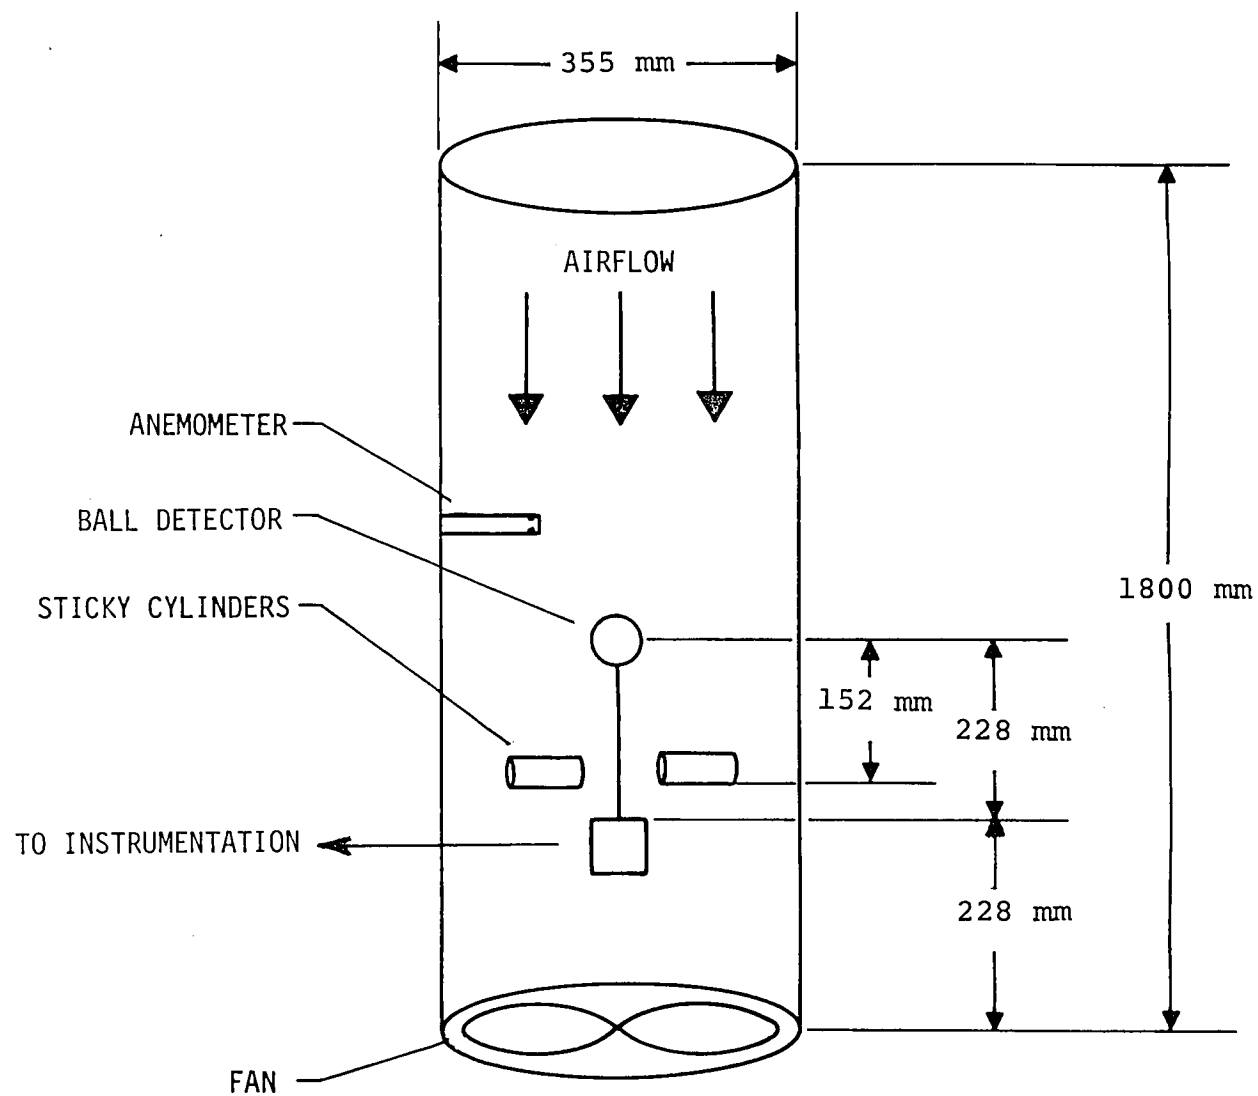 355 mm
AIRFLOW
ANEMOMETER
BALL DETECTOR
STICKY CYLINDERS
1800 mm
152 mm
228 mm
TO INSTRUMENTATION
228 mm
FAN